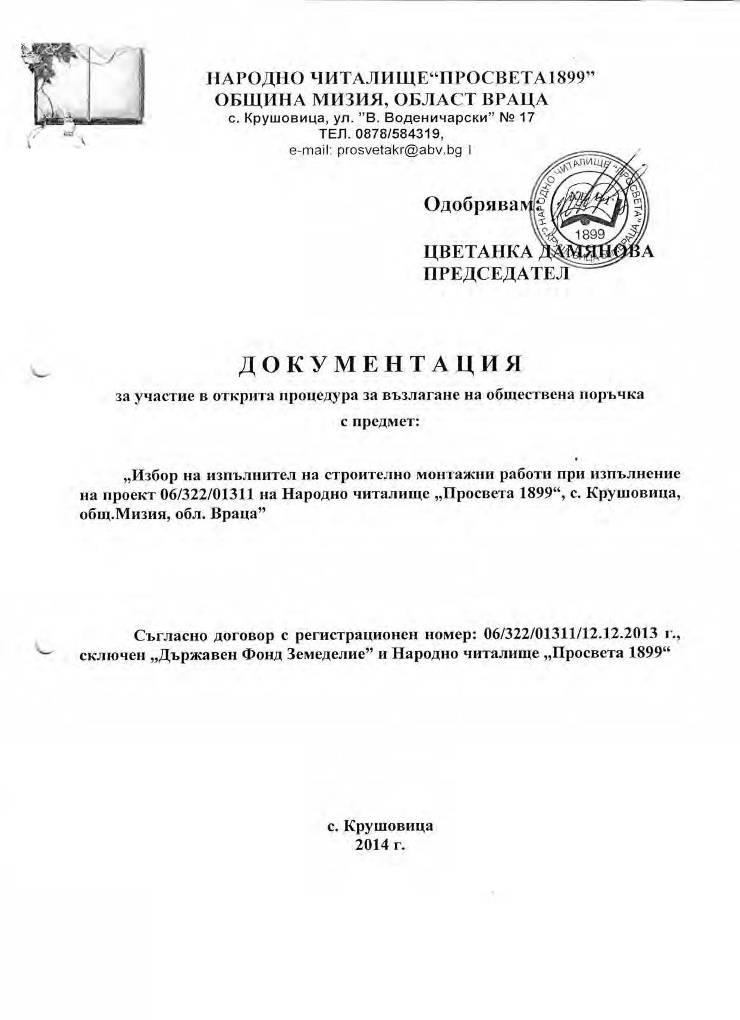 НАРОДНО ЧИТАЛИЩЕ“ПРОСВЕТА1899”
ОБЩИНА МИЗИЯ, ОБЛАСТ ВРАЦА
с. Крушовица, ул. ”В. Воденичарски” № 17
ТЕЛ. 0878/584319,
e-mail: prosvetakr@abv.bg
Одобрявам:
НАРОДНО ЧИТАЛИЩЕ “ПРОСВЕТА“
1899
ЦВЕТАНКА ДАМЯНОВА
ПРЕДСЕДАТЕЛ
ДОКУМЕНТАЦИЯ
за участие в открита процедура за възлагане на обществена поръчка
с предмет:
„Избор на изпълнител на строително монтажни работи при изпълнение
на проект 06/322/01311 на Народно читалище „Просвета 1899“, с. Крушовица,
общ.Мизия, обл. Враца”
Съгласно договор с регистрационен номер: 06/322/01311/12.12.2013 г.,
сключен „Държавен Фонд Земеделие” и Народно читалище „Просвета 1899“
с. Крушовица
2014 г.